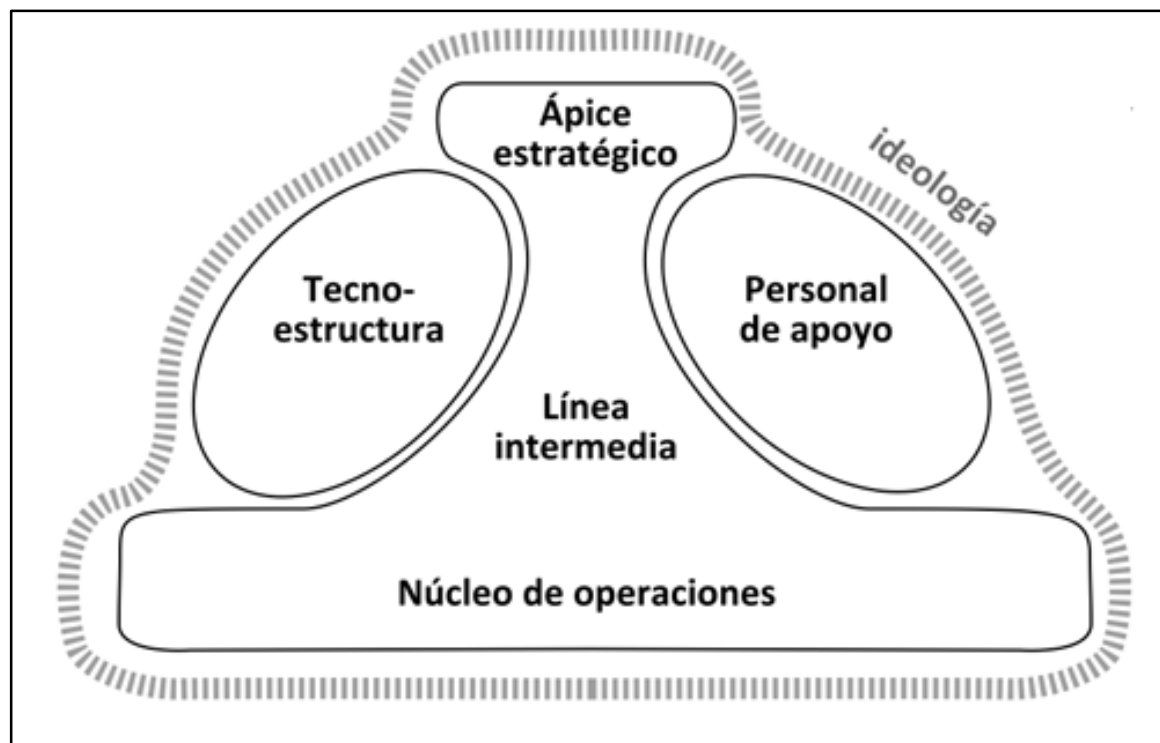 Ápice
estratégico
ideología
Tecno-
estructura
Personal
de apoyo
Línea
intermedia
Núcleo de operaciones